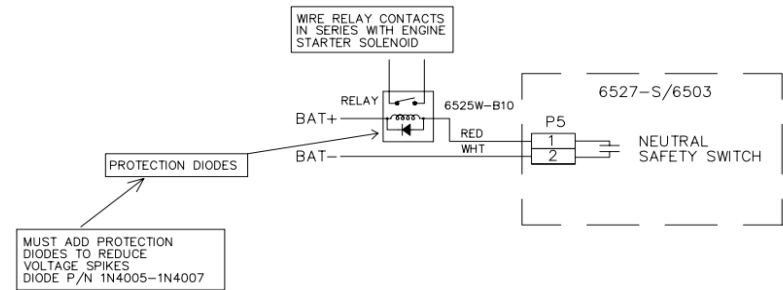 WIRE RELAY CONTACTS
IN SERIES WITH ENGINE
STARTER SOLENOID
RELAY
6525W-B10
6527-S/6503
BAT+
P5
RED
1
NEUTRAL
BAT-
WHT
2
SAFETY SWITCH
PROTECTION DIODES
MUST ADD PROTECTION
DIODES TO REDUCE
VOLTAGE SPIKES
DIODE P/N 1N4005-1N4007